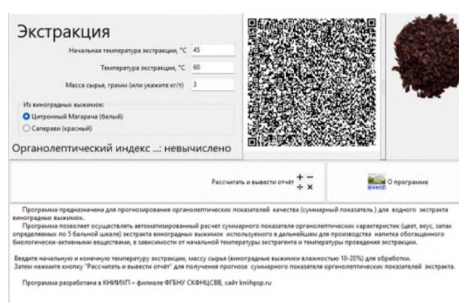 Экстракция
Начальная температура экстракции, °С 45
Температура экстракции, °С 60
Масса сырья, грамм (или укажите кг/т) 3
Из виноградных выжимок:
Цитронный Магарача (белый)
Саперави (красный)
Органолептический индекс ...: невычислено
Рассчитать и вывести отчёт
О программе
Программа предназначена для прогнозирования органолептических показателей качества (суммарный показатель ) для водного экстракта
виноградных выжимок.
Программа позволяет осуществлять автоматизированный расчет суммарного показателя органолептических характеристик (цвет, вкус, запах
определяемых по 5 бальной шкале) экстракта виноградных выжимок используемого в дальнейшем для производства напитка обогащенного
биологически-активными веществами, в зависимости от начальной температуры экстрагента и температуры проведения экстракции.
Введите начальную и конечную температуру экстракции, массу сырья (виноградными выжимки влажностью 10-20%) для обработки.
Затем нажмите кнопку "Рассчитать и вывести отчёт" для получения прогноза суммарного показателя органолептических показателей экстракта.
Программа разработана в КНИИХП – филиале ФГБНУ СКФНЦСВВ, сайт kniihpsp.ru